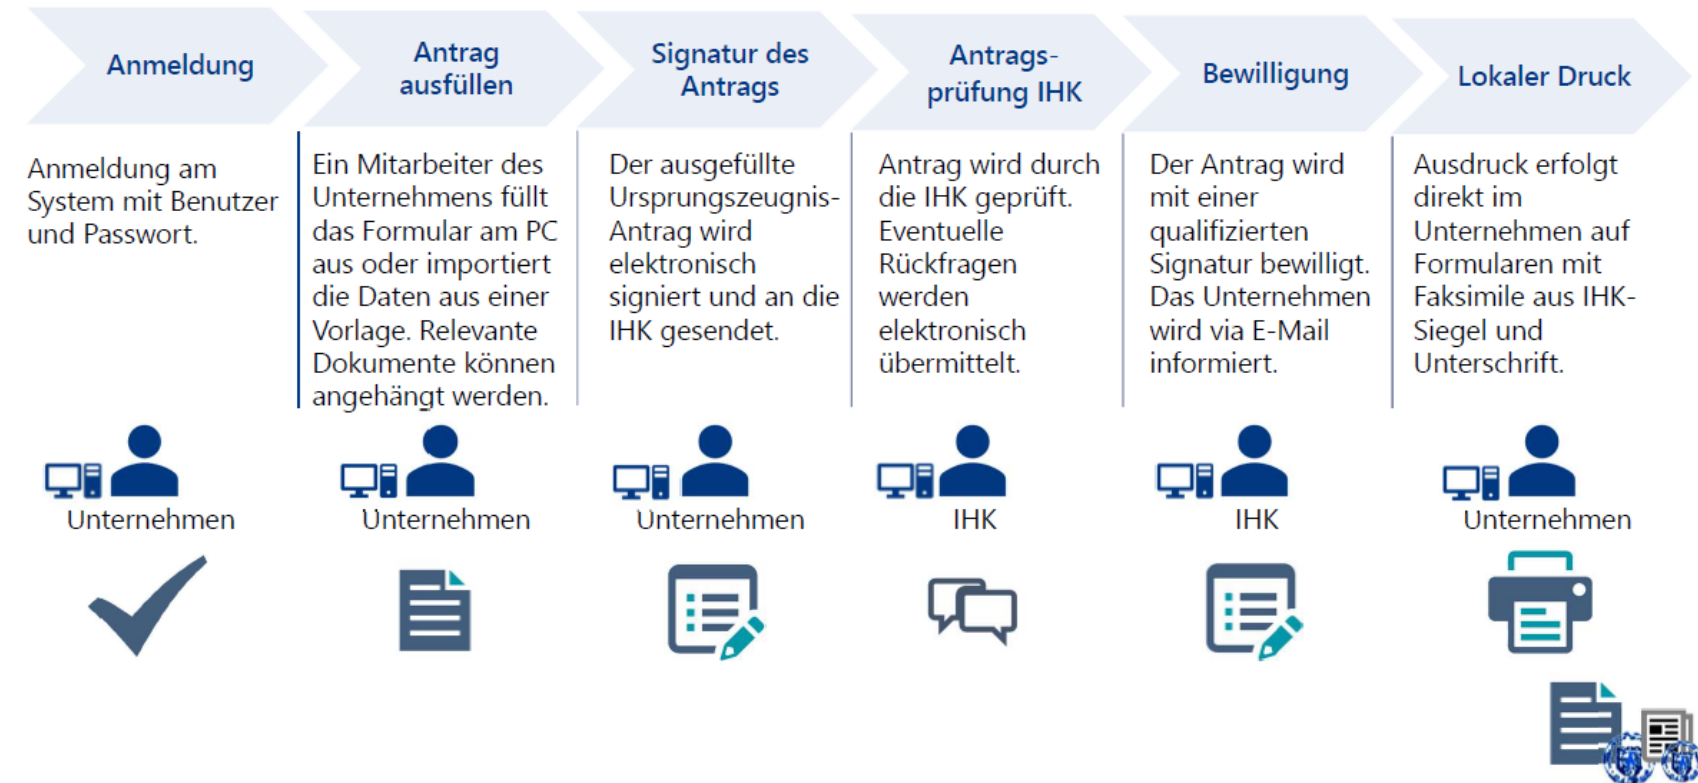 Anmeldung
Antrag
ausfüllen
Signatur des
Antrags
Antrags-
prüfung IHK
Bewilligung
Lokaler Druck
Anmeldung am
System mit Benutzer
und Passwort.
Ein Mitarbeiter des
Unternehmens füllt
das Formular am PC
aus oder importiert
die Daten aus einer
Vorlage. Relevante
Dokumente können
angehängt werden.
Der ausgefüllte
Ursprungszeugnis-
Antrag wird
elektronisch
signiert und an die
IHK gesendet.
Antrag wird durch
die IHK geprüft.
Eventuelle
Rückfragen
werden
elektronisch
übermittelt.
Der Antrag wird
mit einer
qualifizierten
Signatur bewilligt.
Das Unternehmen
wird via E-Mail
informiert.
Ausdruck erfolgt
direkt im
Unternehmen auf
Formularen mit
Faksimile aus IHK-
Siegel und
Unterschrift.
Unternehmen
Unternehmen
Unternehmen
IHK
IHK
Unternehmen